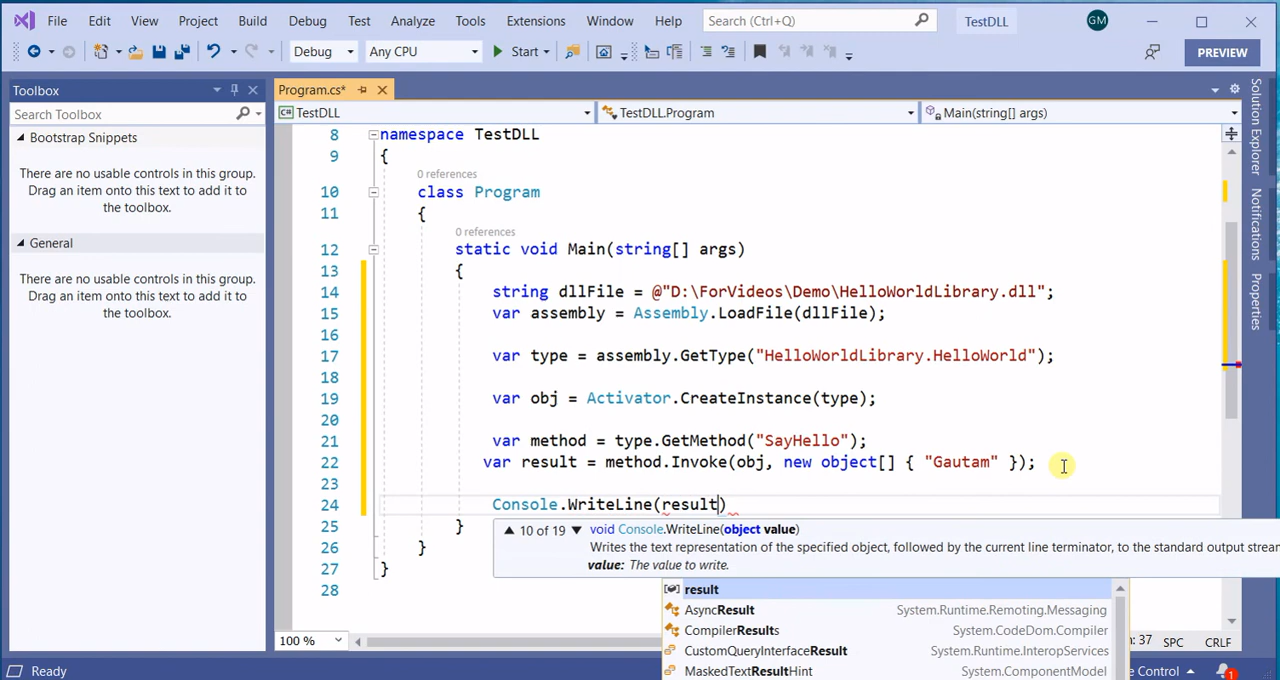 File Edit View Project Build Debug Test Analyze Tools Extensions Window Help Search (Ctrl+Q) TestDLL GM
Debug Any CPU Start PREVIEW
Toolbox
Search Toolbox
Bootstrap Snippets
There are no usable controls in this group.
Drag an item onto this text to add it to
the toolbox.
General
There are no usable controls in this group.
Drag an item onto this text to add it to
the toolbox.
Program.cs*
TestDLL TestDLL.Program Main(string[] args)
8 namespace TestDLL
9 {
0 references
10 class Program
11 {
0 references
12 static void Main(string[] args)
13 {
14 string dllFile = @"D:\ForVideos\Demo\HelloWorldLibrary.dll";
15 var assembly = Assembly.LoadFile(dllFile);
16
17 var type = assembly.GetType("HelloWorldLibrary.HelloWorld");
18
19 var obj = Activator.CreateInstance(type);
20
21 var method = type.GetMethod("SayHello");
22 var result = method.Invoke(obj, new object[] { "Gautam" });
23
24 Console.WriteLine(result)
25 }
26 }
27 }
28
10 of 19 void Console.WriteLine(object value)
Writes the text representation of the specified object, followed by the current line terminator, to the standard output
value: The value to write.
result
AsyncResult System.Runtime.Remoting.Messaging
CompilerResults System.CodeDom.Compiler
CustomQueryInterfaceResult System.Runtime.InteropServices
MaskedTextResultHint System.ComponentModel
100 % : 37 SPC CRLF
Ready Control 1
Solution Explorer
Notifications
Properties